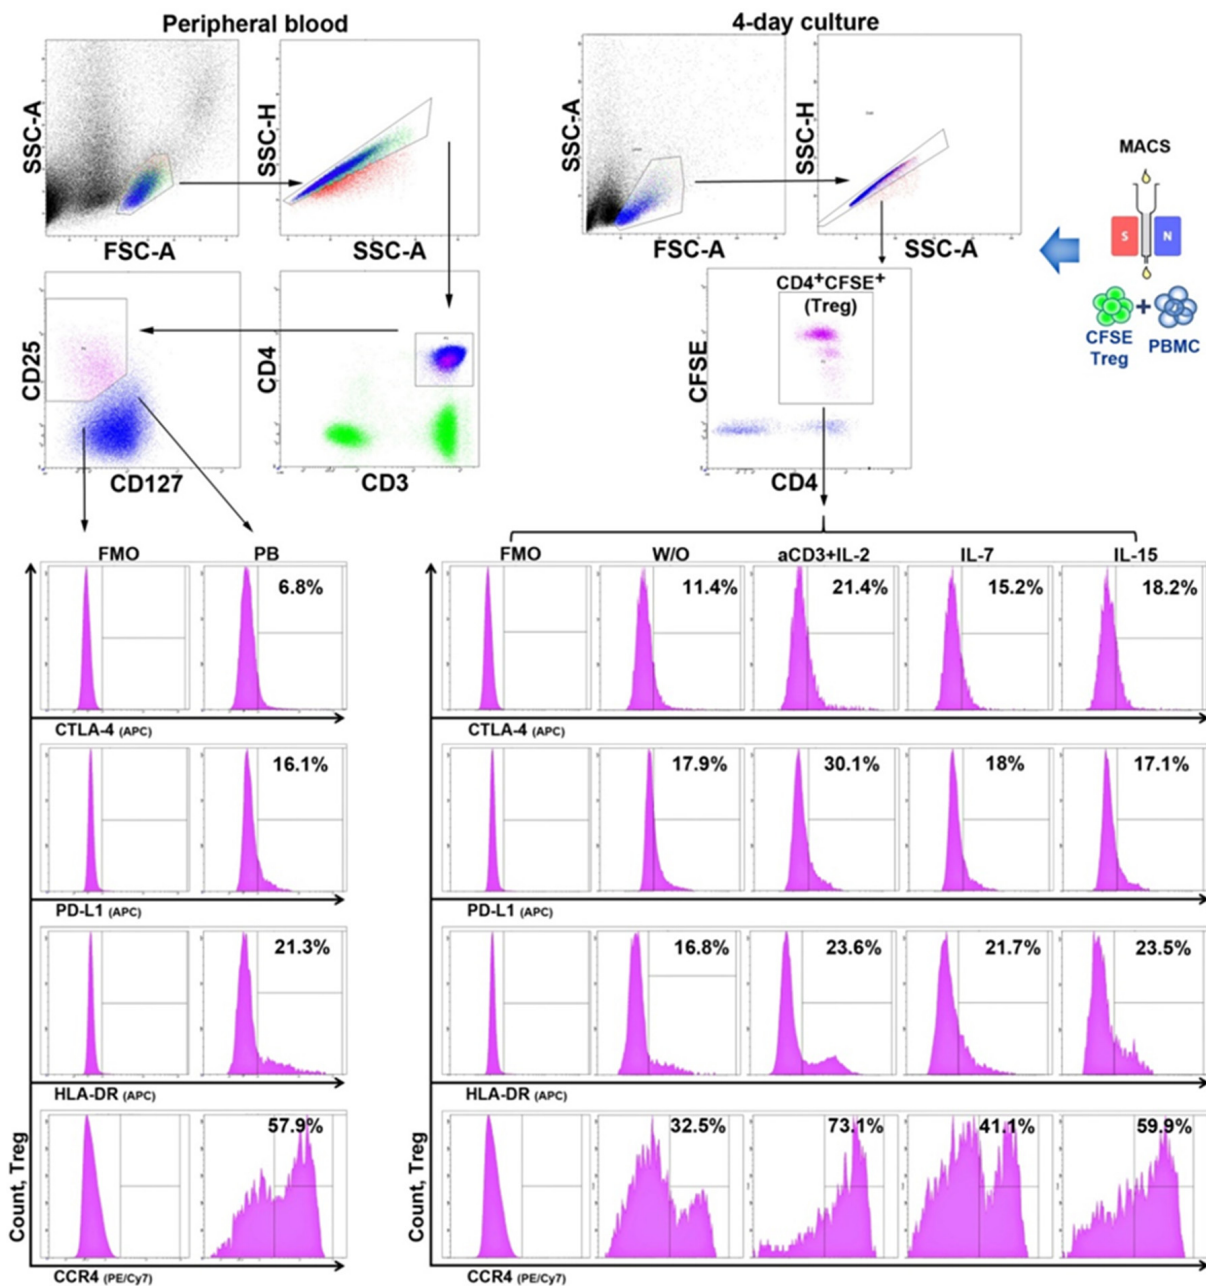 Peripheral blood
4-day culture
SSC-A
FSC-A
SSC-H
SSC-A
SSC-A
FSC-A
SSC-H
SSC-A
MACS
S
N
CFSE
Treg
+
PBMC
CD25
CD127
CD4
CD3
CD4+CFSE+
(Treg)
CFSE
CD4
FMO
PB
FMO
W/O
aCD3+IL-2
IL-7
IL-15
6.8%
11.4%
21.4%
15.2%
18.2%
CTLA-4 (APC)
CTLA-4 (APC)
16.1%
17.9%
30.1%
18%
17.1%
PD-L1 (APC)
PD-L1 (APC)
21.3%
16.8%
23.6%
21.7%
23.5%
HLA-DR (APC)
HLA-DR (APC)
Count, Treg
57.9%
Count, Treg
32.5%
73.1%
41.1%
59.9%
CCR4 (PE/Cy7)
CCR4 (PE/Cy7)